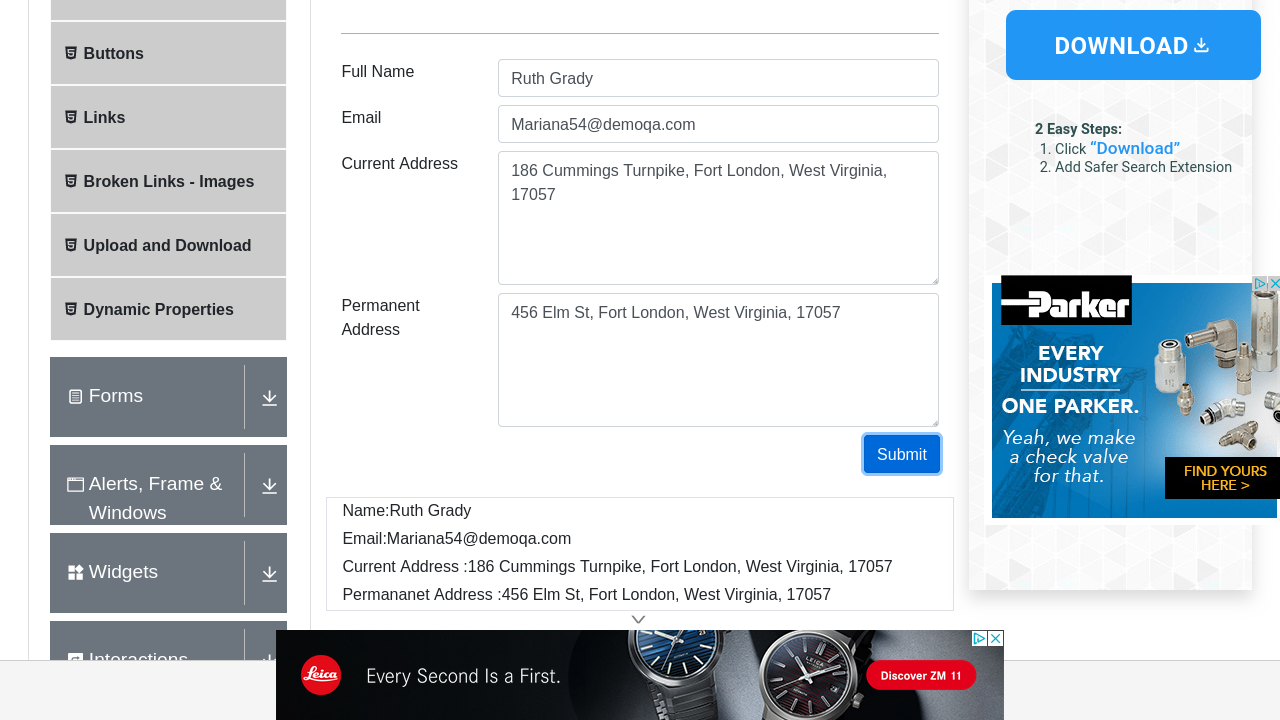 Buttons
Links
Broken Links - Images
Upload and Download
Dynamic Properties
Forms
Alerts, Frame &
Windows
Widgets
Interactions
Full Name
Ruth Grady
Email
Mariana54@demoqa.com
Current Address
186 Cummings Turnpike, Fort London, West Virginia,
17057
Permanent
Address
456 Elm St, Fort London, West Virginia, 17057
Submit
Name:Ruth Grady
Email:Mariana54@demoqa.com
Current Address :186 Cummings Turnpike, Fort London, West Virginia, 17057
Permananet Address :456 Elm St, Fort London, West Virginia, 17057
DOWNLOAD
2 Easy Steps:
1. Click “Download”
2. Add Safer Search Extension
Parker
EVERY
INDUSTRY
ONE PARKER.
Yeah, we make
a check valve
for that.
FIND YOURS
HERE >
Leica
Every Second Is a First.
Discover ZM 11